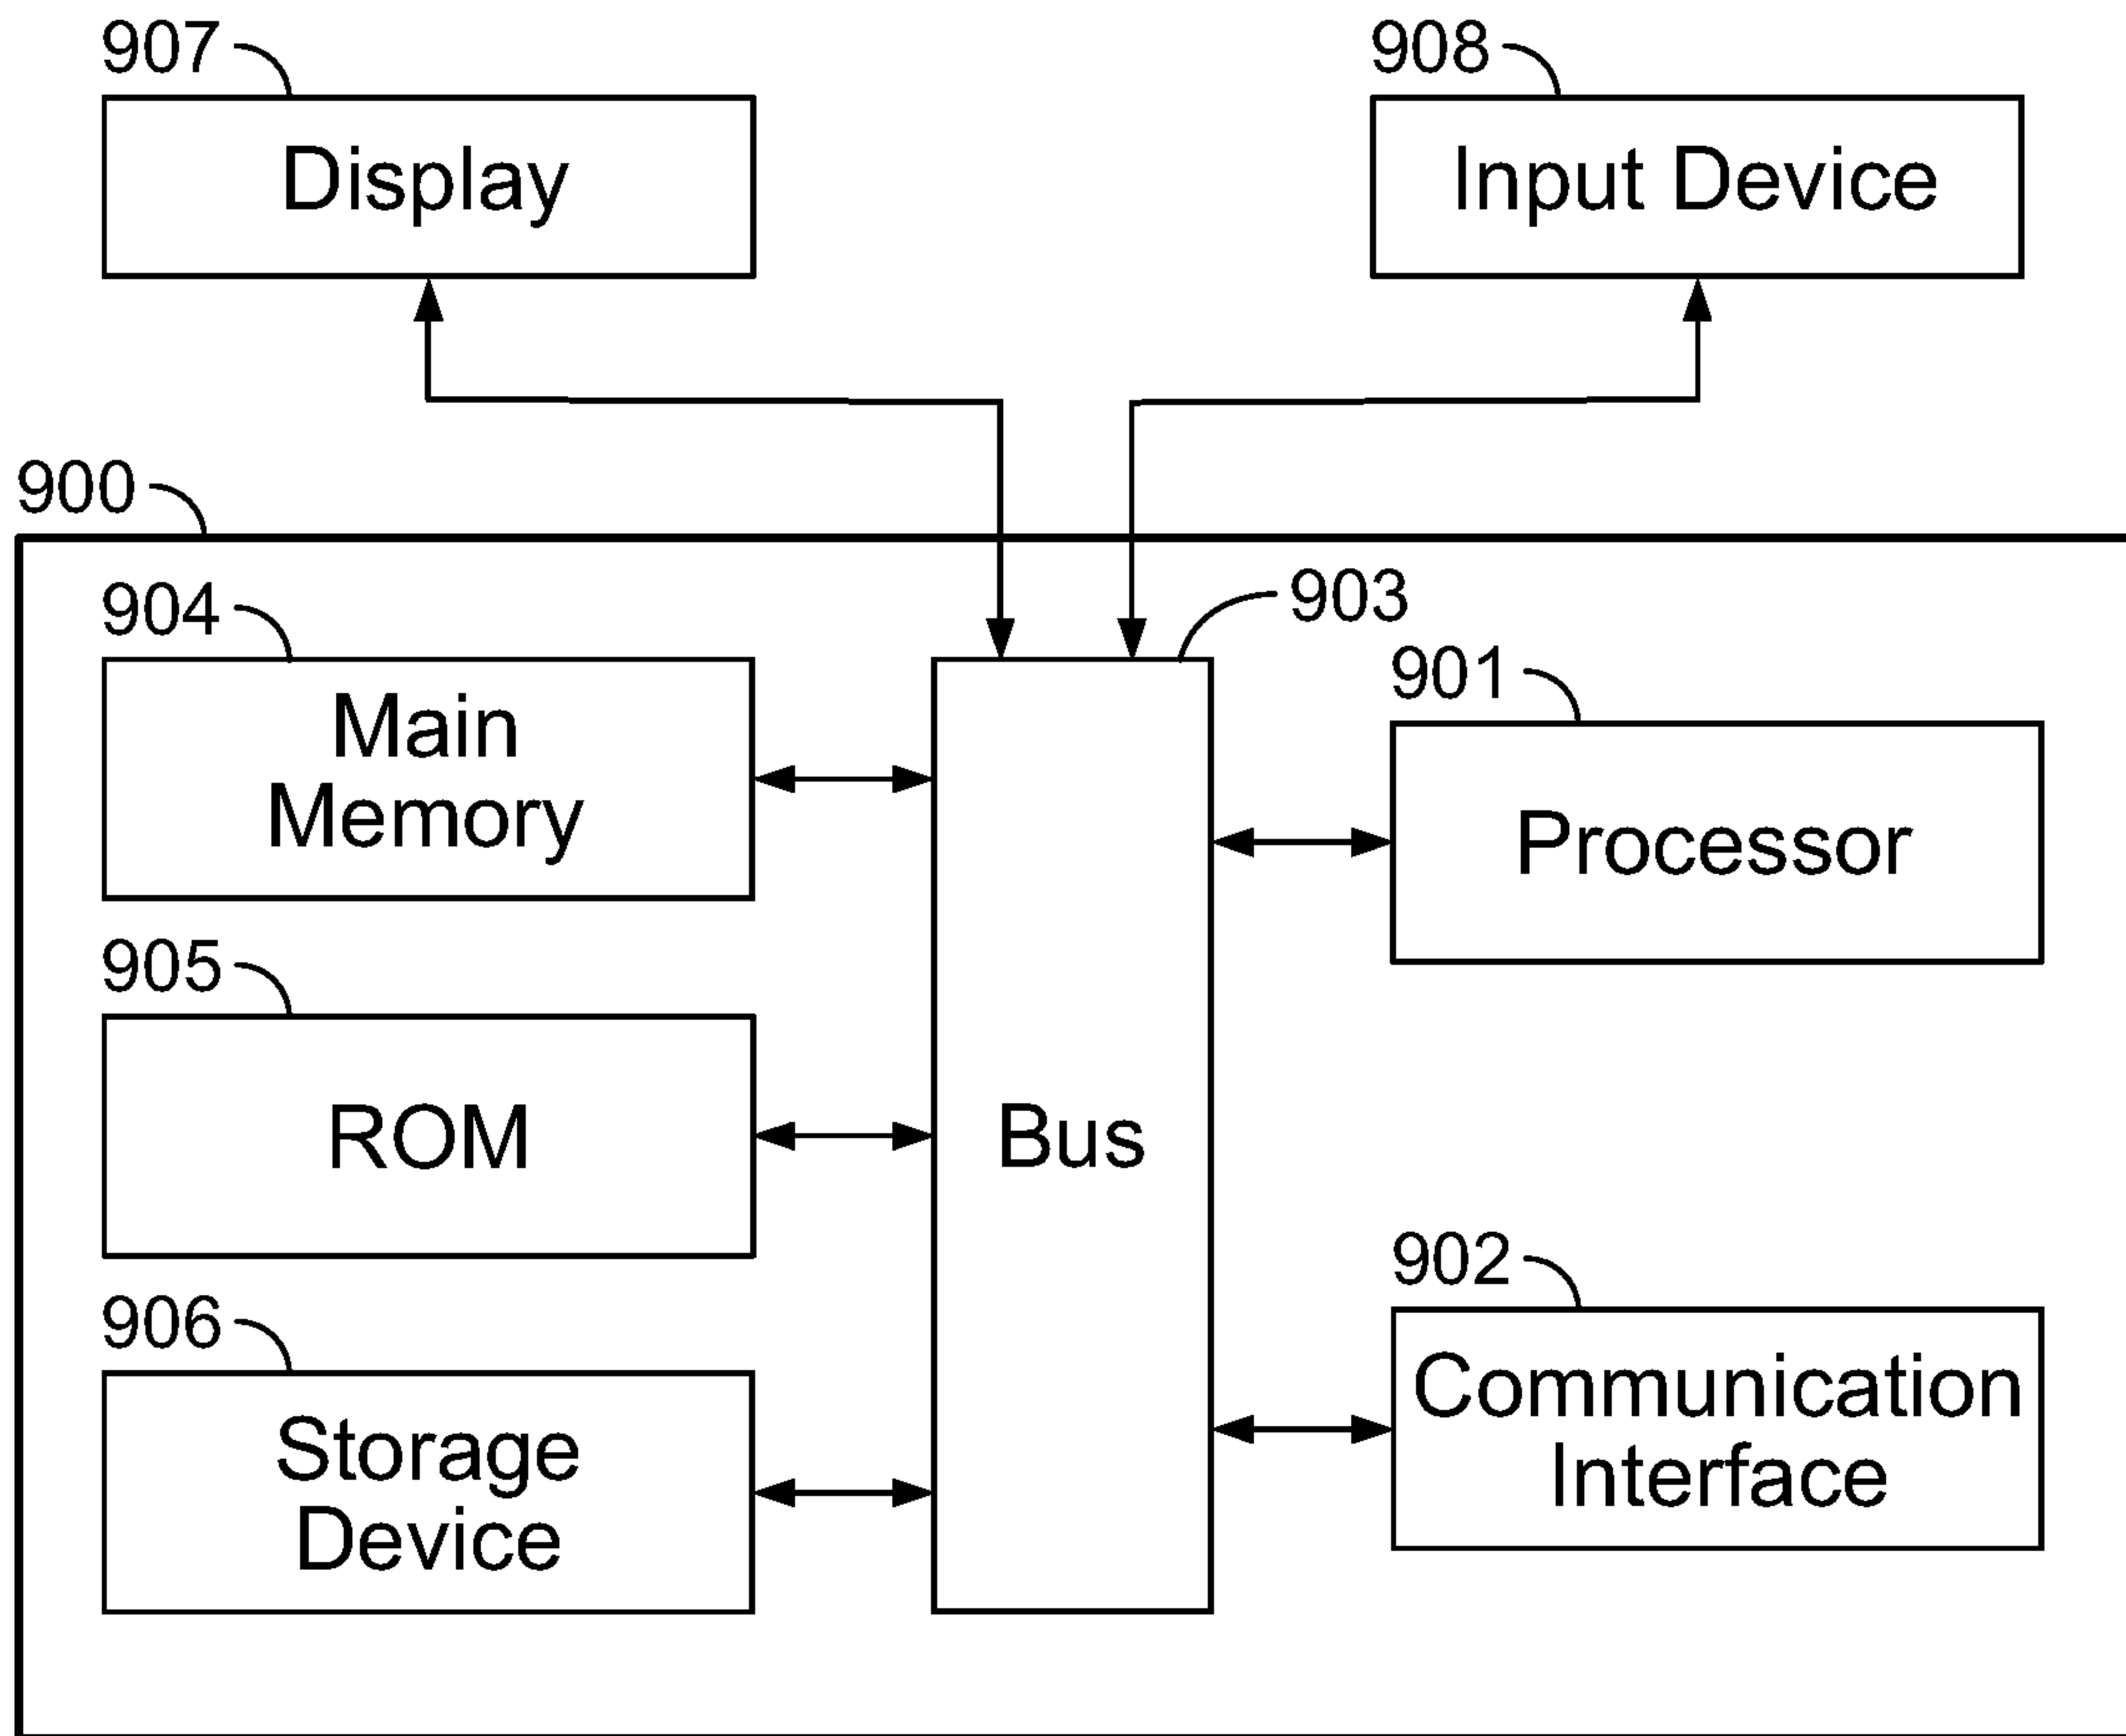 907
Display
908
Input Device
900
904
Main
Memory
903
901
Processor
905
ROM
Bus
906
Storage
Device
902
Communication
Interface